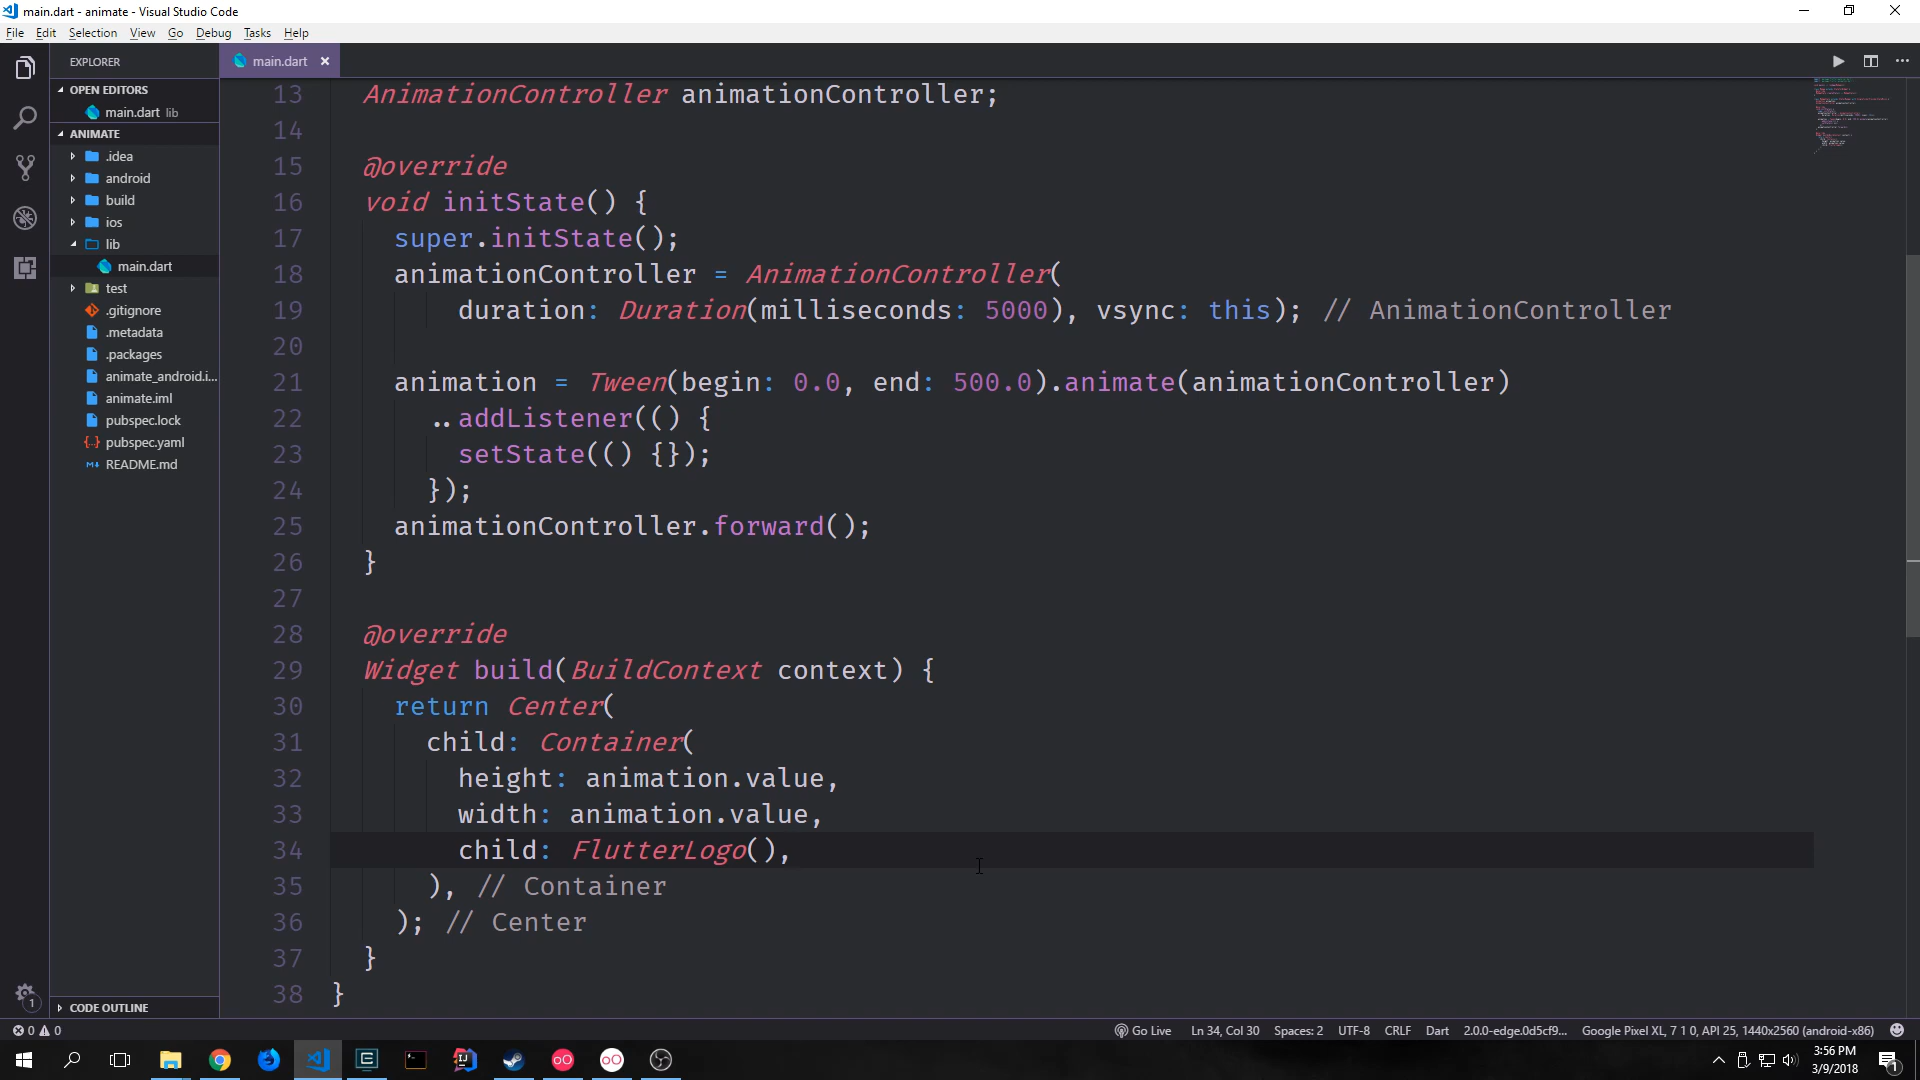 main.dart - animate - Visual Studio Code
File Edit Selection View Go Debug Tasks Help
EXPLORER
OPEN EDITORS
main.dart lib
ANIMATE
.idea
android
build
ios
lib
main.dart
test
.gitignore
.metadata
.packages
animate_android.i...
animate.iml
pubspec.lock
pubspec.yaml
README.md
CODE OUTLINE
main.dart
13 AnimationController animationController;
14
15 @override
16 void initState() {
17 super.initState();
18 animationController = AnimationController(
19 duration: Duration(milliseconds: 5000), vsync: this); // AnimationController
20
21 animation = Tween(begin: 0.0, end: 500.0).animate(animationController)
22 ..addListener(() {
23 setState(() {});
24 });
25 animationController.forward();
26 }
27
28 @override
29 Widget build(BuildContext context) {
30 return Center(
31 child: Container(
32 height: animation.value,
33 width: animation.value,
34 child: FlutterLogo(),
35 ), // Container
36 ); // Center
37 }
38 }
0 0
Go Live Ln 34, Col 30 Spaces: 2 UTF-8 CRLF Dart 2.0.0-edge.0d5cf9... Google Pixel XL, 7 1 0, API 25, 1440x2560 (android-x86)
3:56 PM
3/9/2018